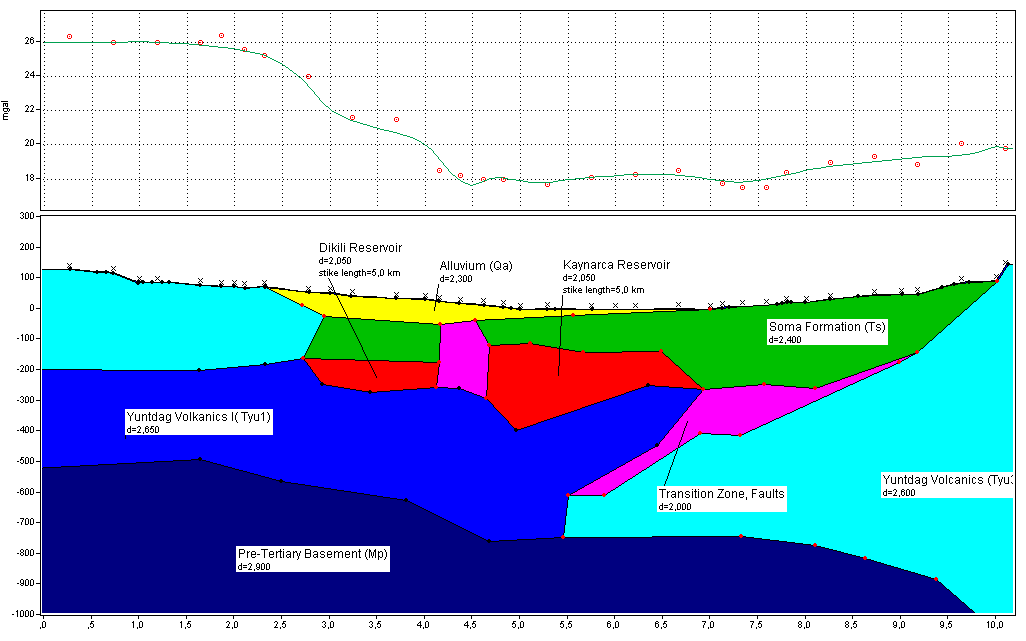 26
24
22
20
18
mgal
300
200
100
0
-100
-200
-300
-400
-500
-600
-700
-800
-900
-1000
Dikili Reservoir
d=2,050
stike length=5,0 km
Alluvium (Qa)
d=2,300
Kaynarca Reservoir
d=2,050
stike length=5,0 km
Soma Formation (Ts)
d=2,400
Yuntdag Volkanics I( Tyu1)
d=2,650
Yuntdag Volcanics (Tyu3
d=2,600
Transition Zone, Faults
d=2,000
Pre-Tertiary Basement (Mp)
d=2,900
,0 ,5 1,0 1,5 2,0 2,5 3,0 3,5 4,0 4,5 5,0 5,5 6,0 6,5 7,0 7,5 8,0 8,5 9,0 9,5 10,0